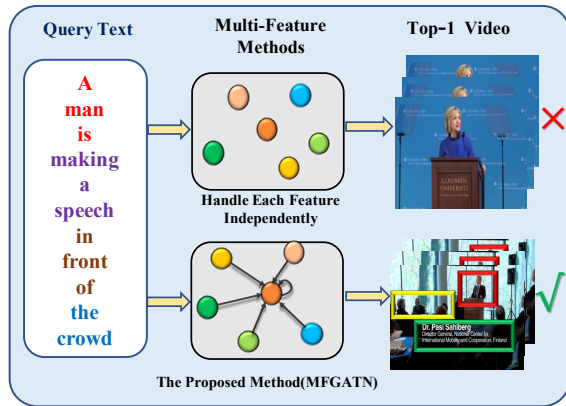 Query Text
Multi-Feature
Methods
Top-1 Video
A
man
is
making
a
speech
in
front
of
the
crowd
Handle Each Feature
Independently
COLUMBIA
UNIVERSITY
Dr. Pasi Sahlberg
Director General, National Center for
International Mobility and Cooperation, Finland
The Proposed Method(MFGATN)